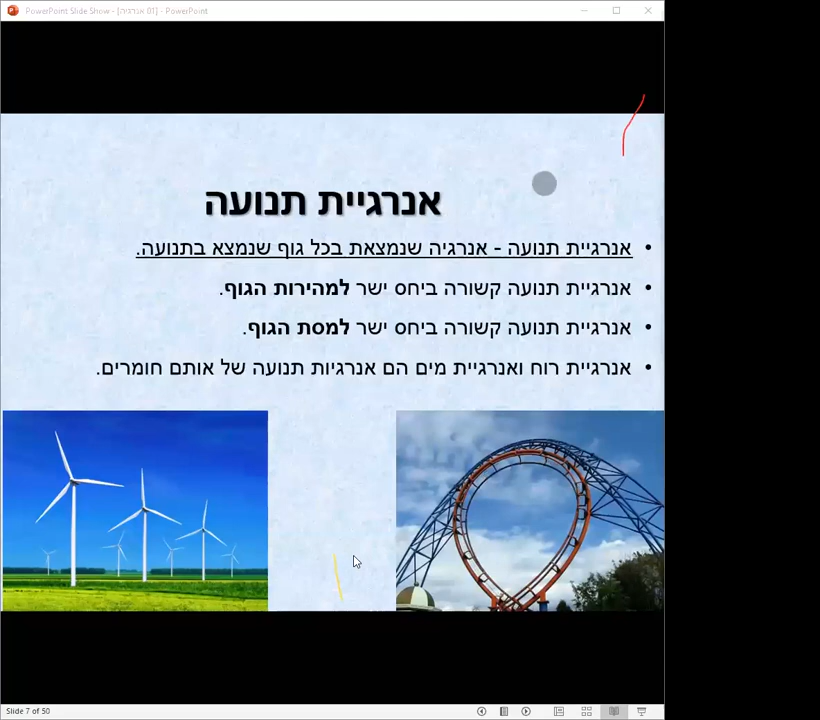 PowerPoint Slide Show - [01 אנרגיה] - PowerPoint
אנרגיית תנועה
• אנרגיית תנועה - אנרגיה שנמצאת בכל גוף שנמצא בתנועה.
• אנרגיית תנועה קשורה ביחס ישר למהירות הגוף.
• אנרגיית תנועה קשורה ביחס ישר למסת הגוף.
• אנרגיית רוח ואנרגיית מים הם אנרגיות תנועה של אותם חומרים.
Slide 7 of 50